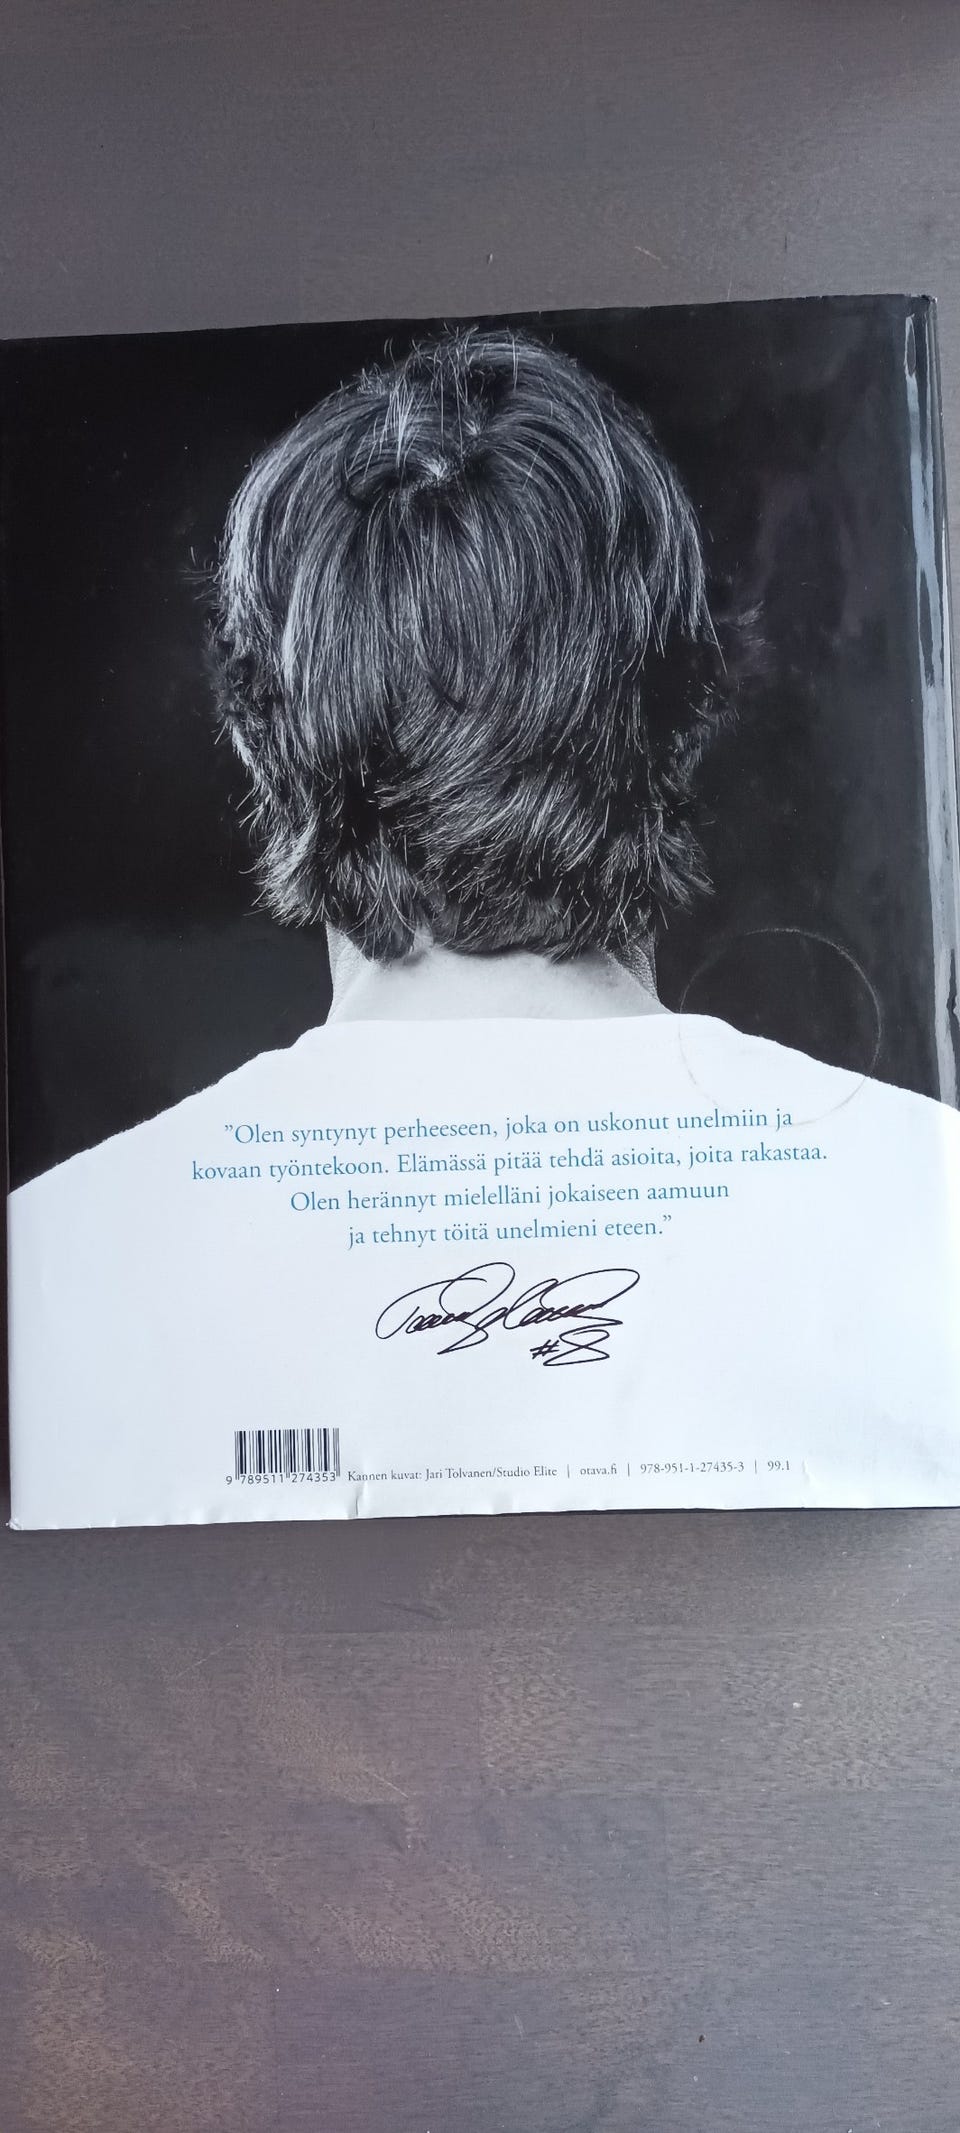 ”Olen syntynyt perheeseen, joka on uskonut unelmiin ja
kovaan työntekoon. Elämässä pitää tehdä asioita, joita rakastaa.
Olen herännyt mielelläni jokaiseen aamuun
ja tehnyt töitä unelmieni eteen.”
#8
9 789511 274353 Kannen kuvat: Jari Tolvanen/Studio Elite | otava.fi | 978-951-1-27435-3 | 99.1